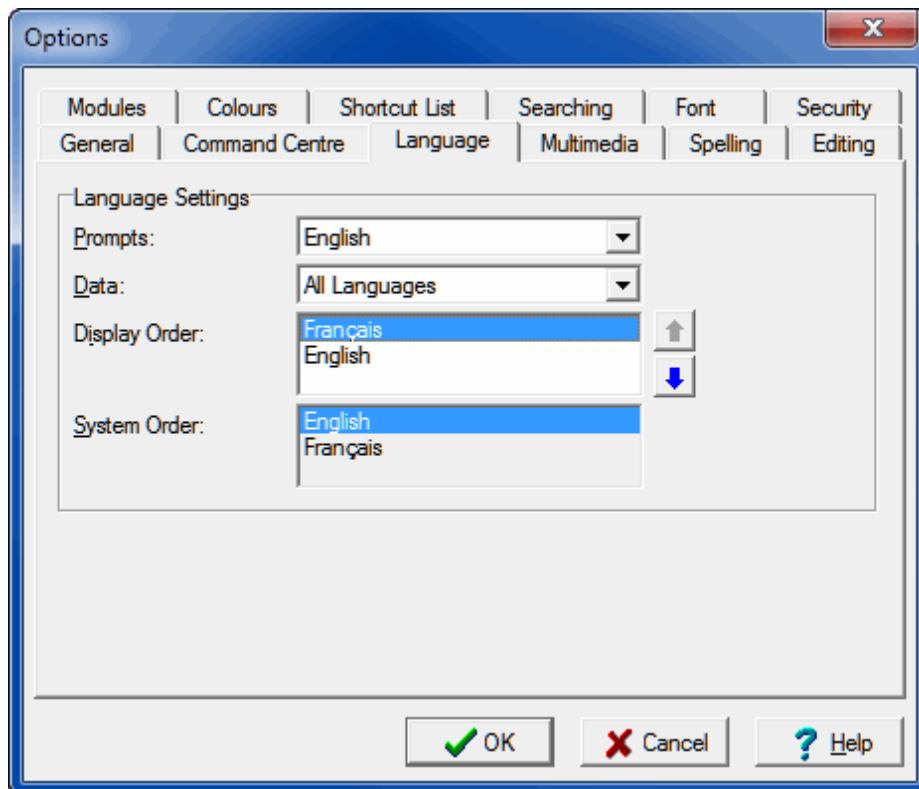 Options
Modules Colours Shortcut List Searching Font Security
General Command Centre Language Multimedia Spelling Editing
Language Settings
Prompts: English
Data: All Languages
Display Order: Français
English
System Order: English
Français
OK Cancel Help